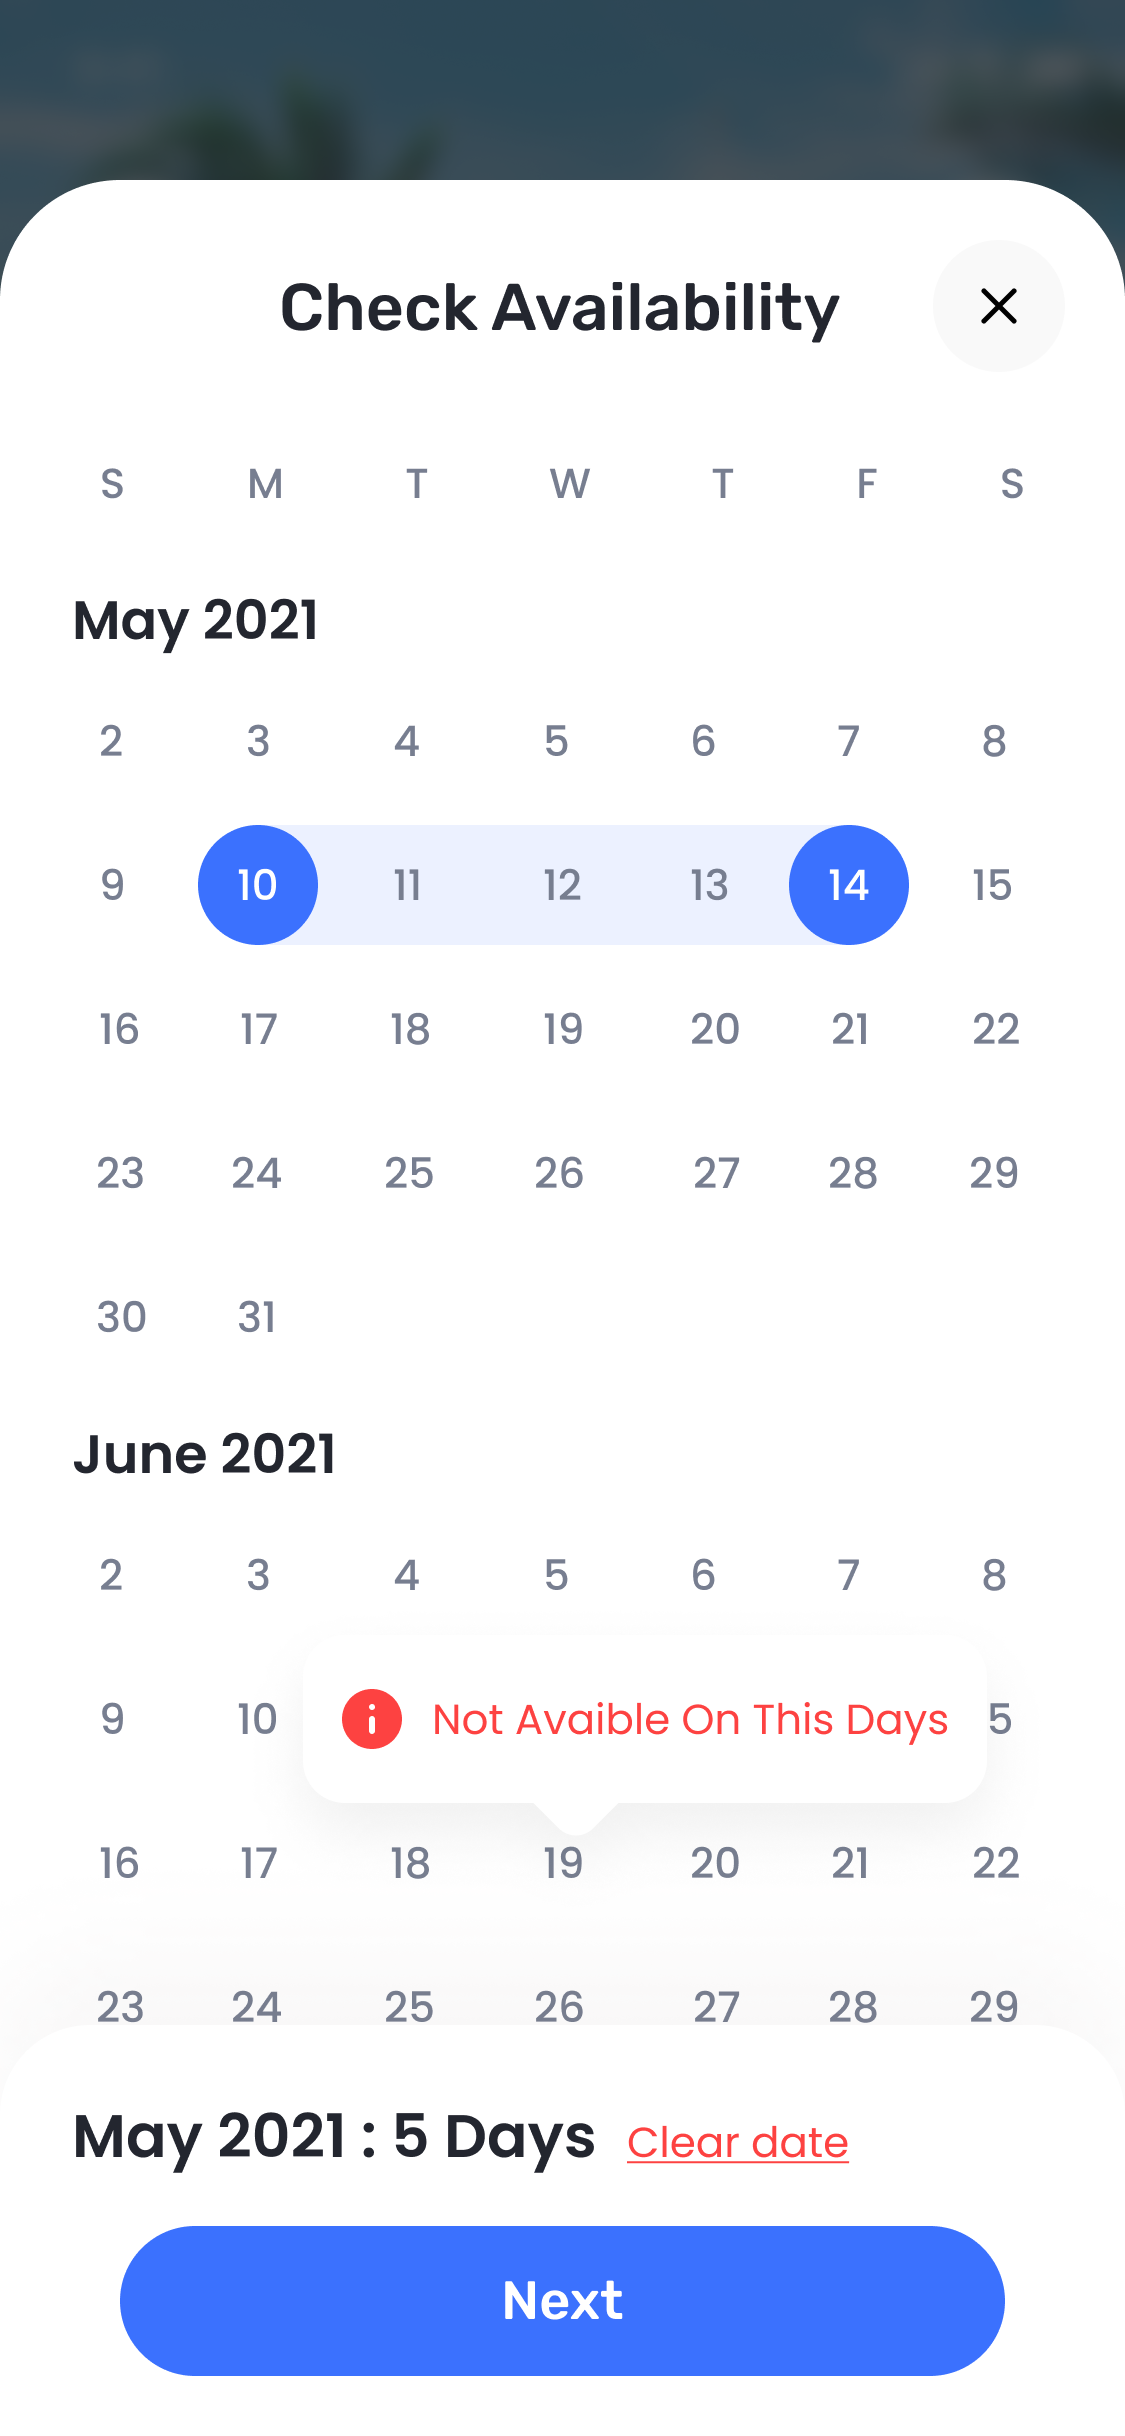 Check Availability
S M T W T F S
May 2021
2 3 4 5 6 7 8
9 10 11 12 13 14 15
16 17 18 19 20 21 22
23 24 25 26 27 28 29
30 31
June 2021
2 3 4 5 6 7 8
9 10 5
Not Avaible On This Days
16 17 18 19 20 21 22
23 24 25 26 27 28 29
May 2021 : 5 Days Clear date
Next